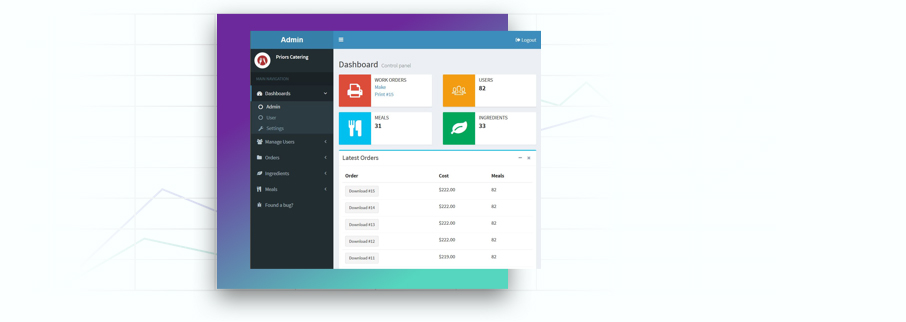 Admin
Logout
Priors Catering
MAIN NAVIGATION
Dashboards
Admin
User
Settings
Manage Users
Orders
Ingredients
Meals
Found a bug?
Dashboard Control panel
WORK ORDERS
Make
Print #15
USERS
82
MEALS
31
INGREDIENTS
33
Latest Orders
Order Cost Meals
Download #15 $222.00 82
Download #14 $222.00 82
Download #13 $222.00 82
Download #12 $222.00 82
Download #11 $219.00 82